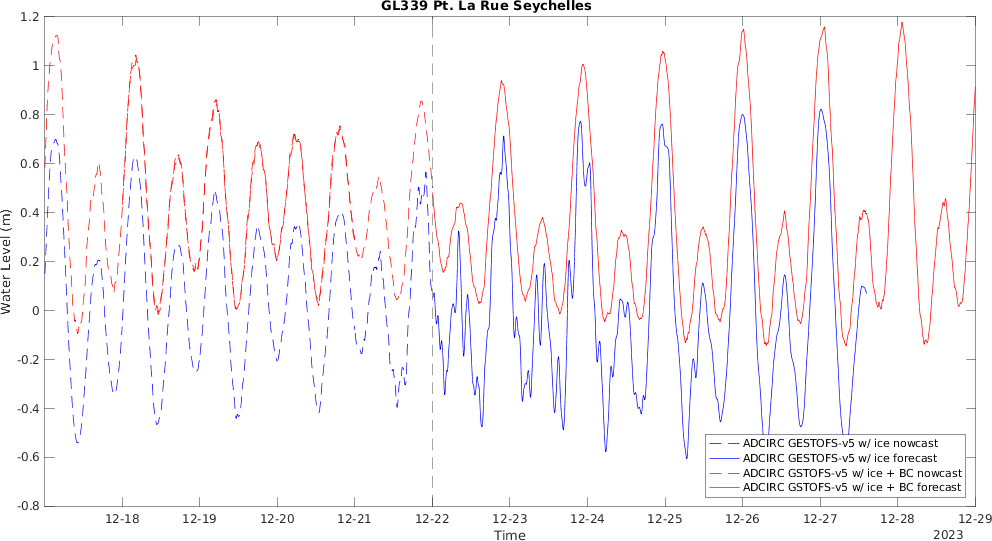 GL339 Pt. La Rue Seychelles
1.2
1
0.8
0.6
0.4
0.2
0
-0.2
-0.4
-0.6
-0.8
Water Level (m)
ADCIRC GESTOFS-v5 w/ ice nowcast
ADCIRC GESTOFS-v5 w/ ice forecast
ADCIRC GSTOFS-v5 w/ ice + BC nowcast
ADCIRC GSTOFS-v5 w/ ice + BC forecast
12-18 12-19 12-20 12-21 12-22 12-23 12-24 12-25 12-26 12-27 12-28 12-29
Time
2023